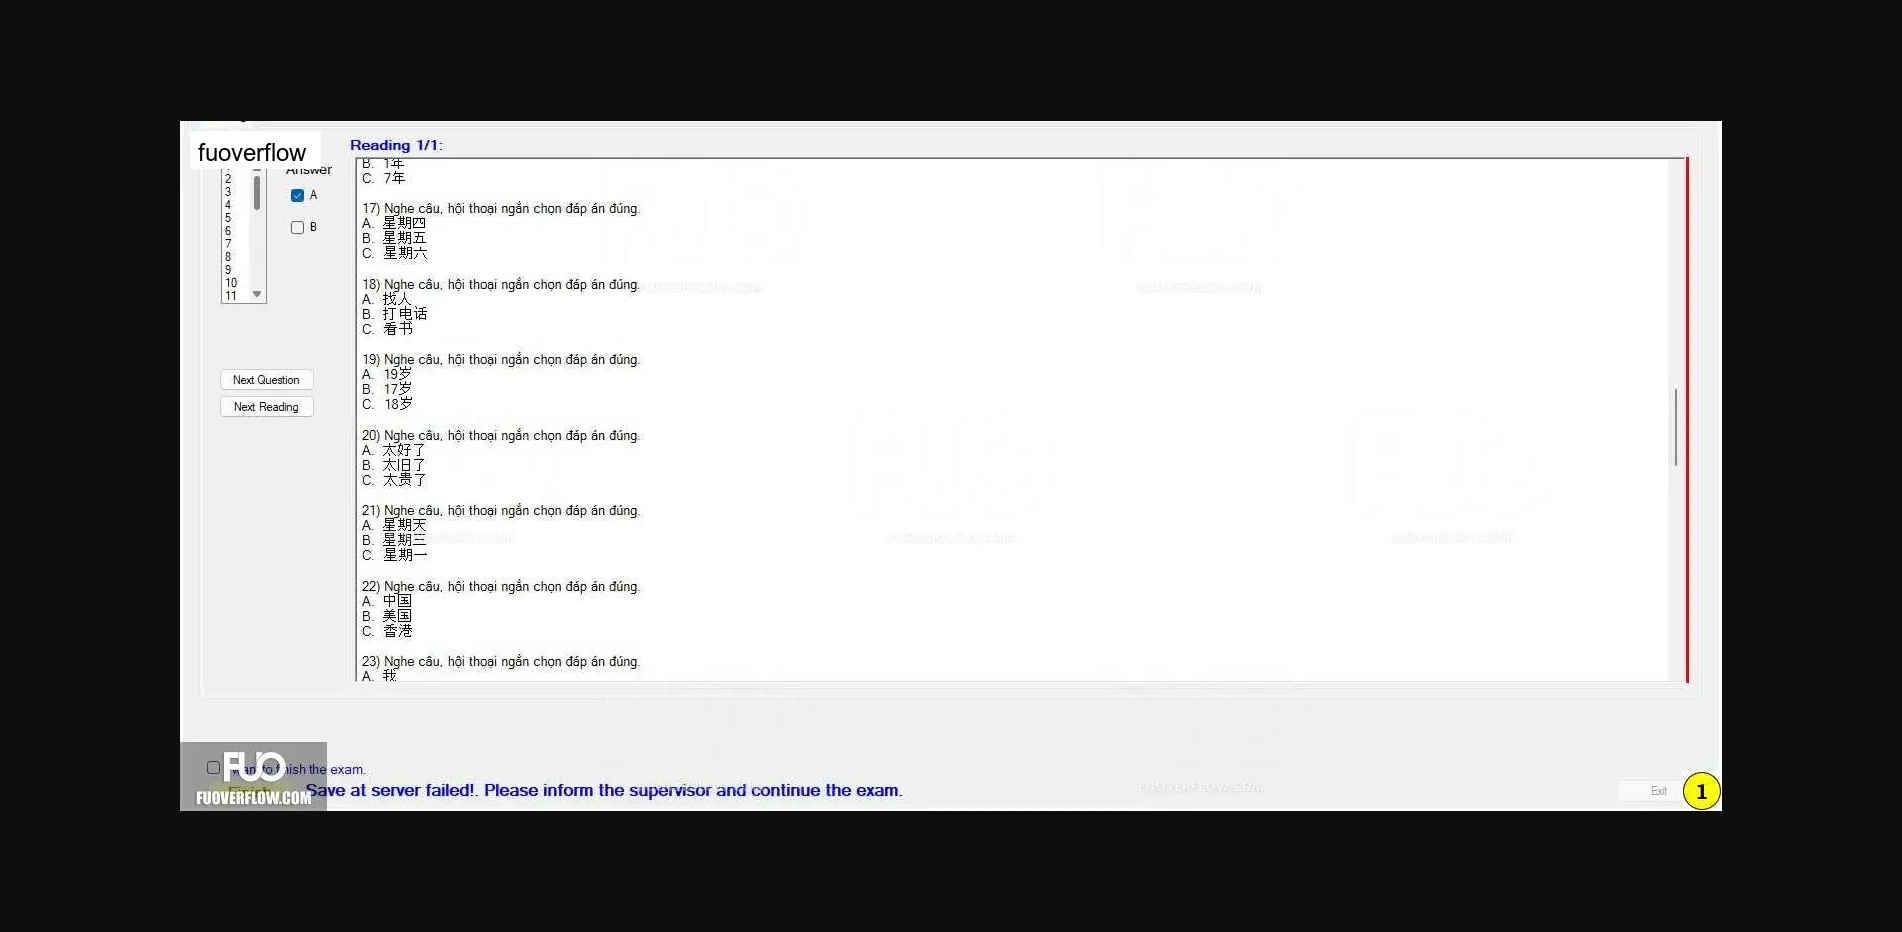 fuoverflow
Reading 1/1:
Answer
2
3
4
5
6
7
8
9
10
11
A
B
Next Question
Next Reading
B. 1年
C. 7年
17) Nghe câu, hội thoại ngắn chọn đáp án đúng.
A. 星期四
B. 星期五
C. 星期六
18) Nghe câu, hội thoại ngắn chọn đáp án đúng.
A. 找人
B. 打电话
C. 看书
19) Nghe câu, hội thoại ngắn chọn đáp án đúng.
A. 19岁
B. 17岁
C. 18岁
20) Nghe câu, hội thoại ngắn chọn đáp án đúng.
A. 太好了
B. 太旧了
C. 太贵了
21) Nghe câu, hội thoại ngắn chọn đáp án đúng.
A. 星期天
B. 星期三
C. 星期一
22) Nghe câu, hội thoại ngắn chọn đáp án đúng.
A. 中国
B. 美国
C. 香港
23) Nghe câu, hội thoại ngắn chọn đáp án đúng.
A. 我
FUO
FUOVERFLOW.COM
finish the exam.
Save at server failed!. Please inform the supervisor and continue the exam.
Exit
1